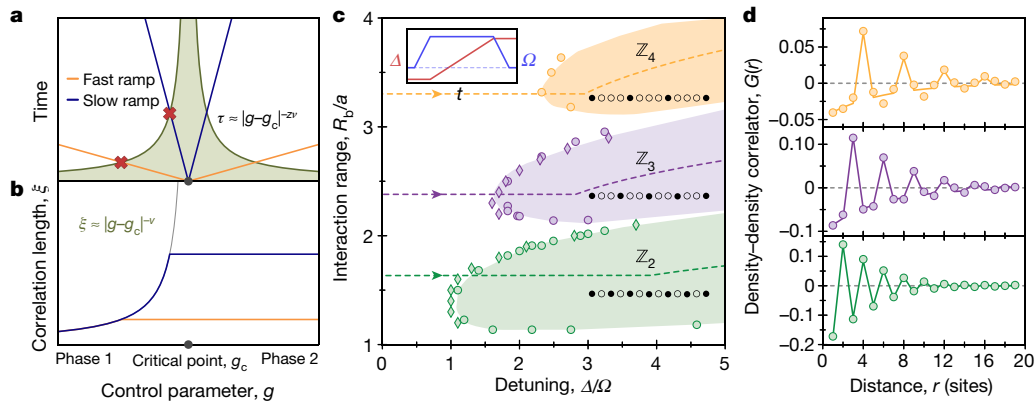 a
Time
Fast ramp
Slow ramp
τ ≈ |g–g_c|^{–zν}
b
Correlation length, ξ
ξ ≈ |g–g_c|^{–ν}
Phase 1 Critical point, g_c Phase 2
Control parameter, g
c
Interaction range, R_b/a
4
3
2
1
Δ Ω
t
ℤ_4
ℤ_3
ℤ_2
0 1 2 3 4 5
Detuning, Δ/Ω
d
Density–density correlator, G(r)
0.05
0
–0.05
0.1
0
–0.1
0.1
0
–0.2
0 4 8 12 16 20
Distance, r (sites)